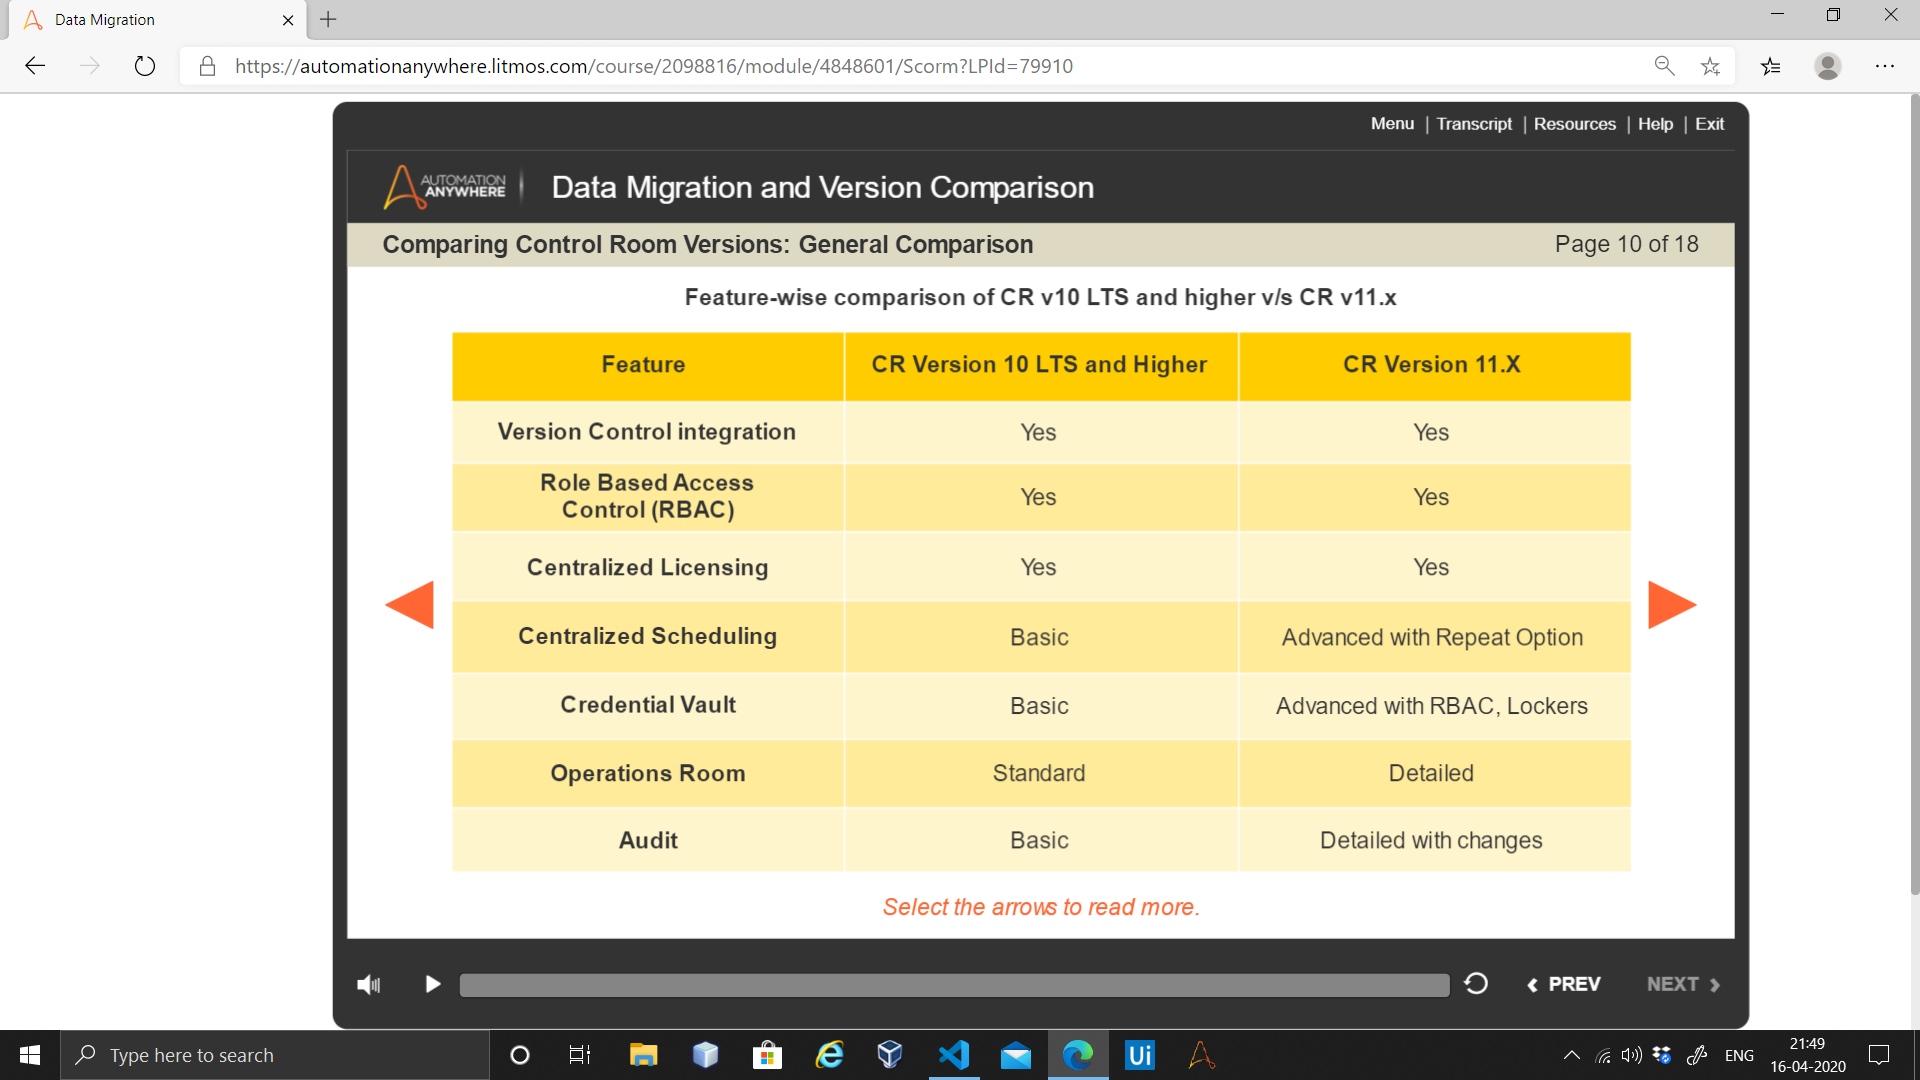 Data Migration
https://automationanywhere.litmos.com/course/2098816/module/4848601/Scorm?LPId=79910
Menu | Transcript | Resources | Help | Exit
AUTOMATION
ANYWHERE
Data Migration and Version Comparison
Comparing Control Room Versions: General Comparison Page 10 of 18
Feature-wise comparison of CR v10 LTS and higher v/s CR v11.x
Feature CR Version 10 LTS and Higher CR Version 11.X
Version Control integration Yes Yes
Role Based Access
Control (RBAC) Yes Yes
Centralized Licensing Yes Yes
Centralized Scheduling Basic Advanced with Repeat Option
Credential Vault Basic Advanced with RBAC, Lockers
Operations Room Standard Detailed
Audit Basic Detailed with changes
Select the arrows to read more.
PREV NEXT
Type here to search
Ui
ENG
21:49
16-04-2020